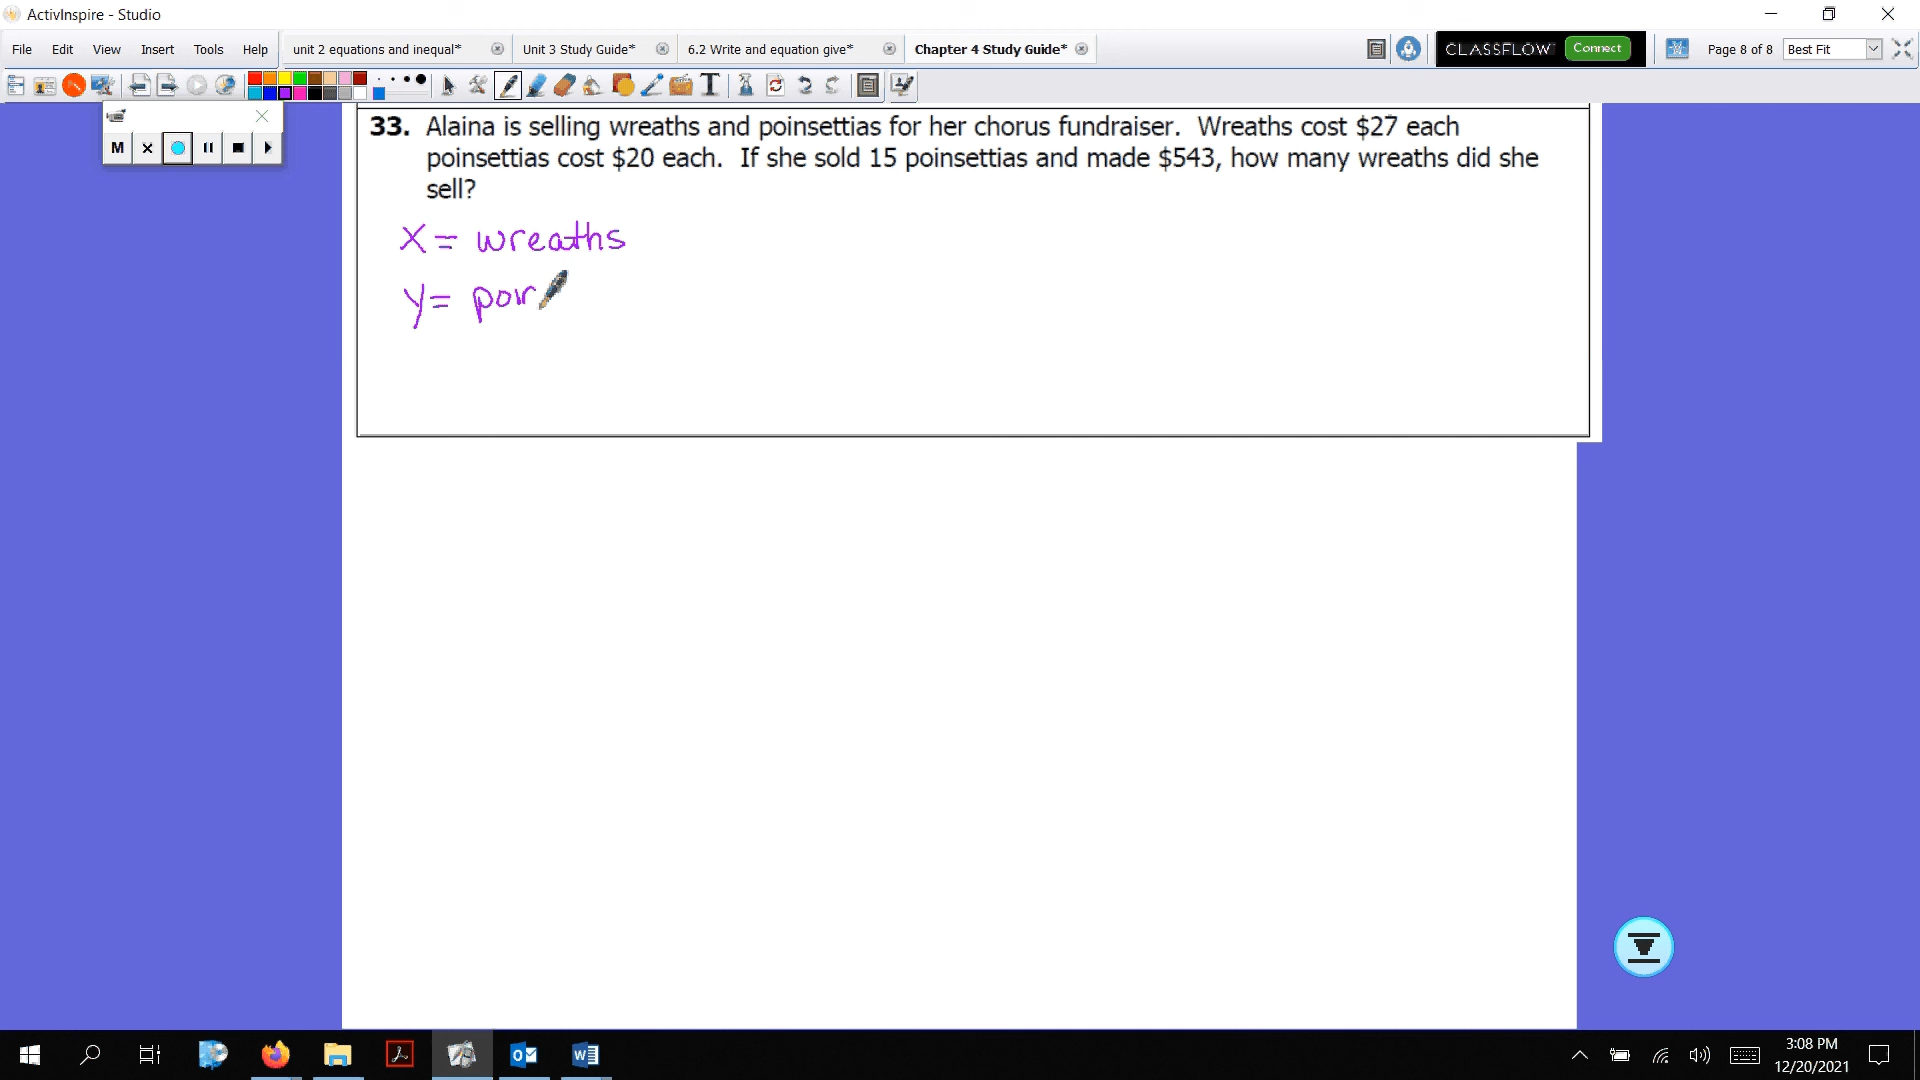 ActivInspire - Studio
File Edit View Insert Tools Help unit 2 equations and inequal* Unit 3 Study Guide* 6.2 Write and equation give* Chapter 4 Study Guide* CLASSFLOW Connect Page 8 of 8 Best Fit
M
33. Alaina is selling wreaths and poinsettias for her chorus fundraiser. Wreaths cost $27 each
poinsettias cost $20 each. If she sold 15 poinsettias and made $543, how many wreaths did she
sell?
X = wreaths
Y = poin
3:08 PM
12/20/2021